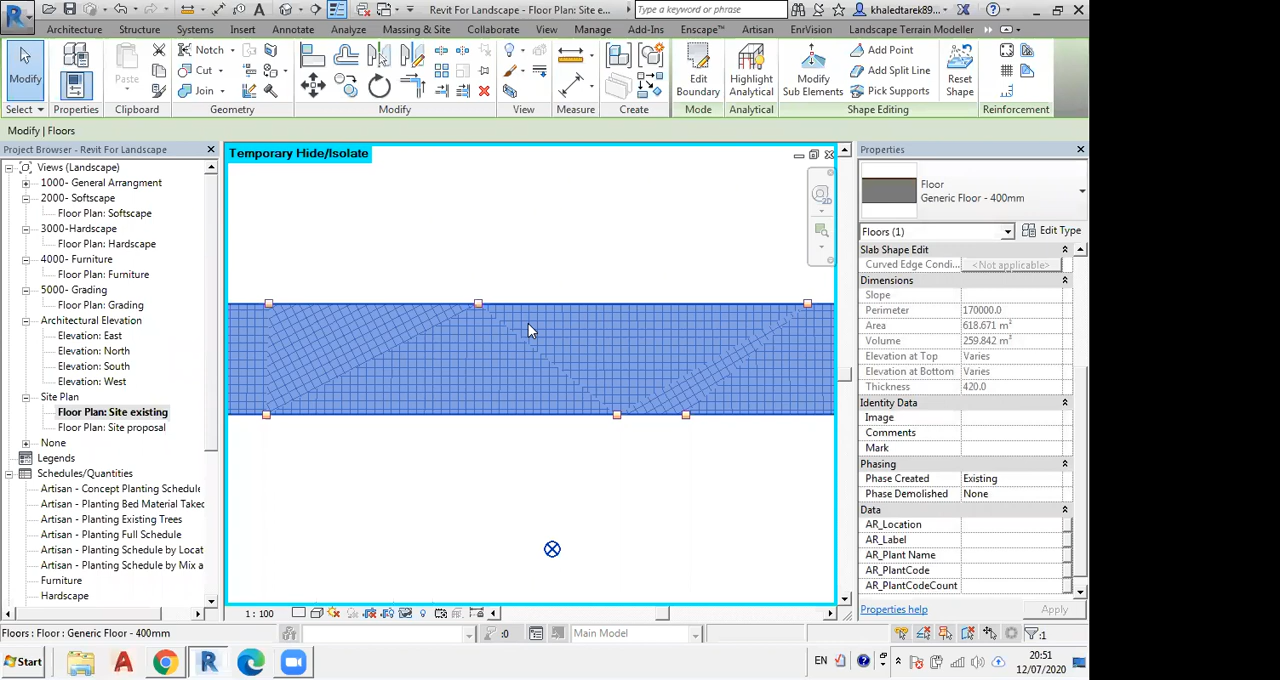 Revit For Landscape - Floor Plan: Site e...
Type a keyword or phrase
khaledtarek89...
Architecture Structure Systems Insert Annotate Analyze Massing & Site Collaborate View Manage Add-Ins Enscape™ Artisan EnVision Landscape Terrain Modeller
Modify
Paste
Notch
Cut
Join
Edit Boundary
Highlight Analytical
Modify Sub Elements
Add Point
Add Split Line
Pick Supports
Reset Shape
Select Properties Clipboard Geometry Modify View Measure Create Mode Analytical Shape Editing Reinforcement
Modify | Floors
Project Browser - Revit For Landscape
Views (Landscape)
1000- General Arrangment
2000- Softscape
Floor Plan: Softscape
3000-Hardscape
Floor Plan: Hardscape
4000- Furniture
Floor Plan: Furniture
5000- Grading
Floor Plan: Grading
Architectural Elevation
Elevation: East
Elevation: North
Elevation: South
Elevation: West
Site Plan
Floor Plan: Site existing
Floor Plan: Site proposal
None
Legends
Schedules/Quantities
Artisan - Concept Planting Schedule
Artisan - Planting Bed Material Takec
Artisan - Planting Existing Trees
Artisan - Planting Full Schedule
Artisan - Planting Schedule by Locat
Artisan - Planting Schedule by Mix a
Furniture
Hardscape
Temporary Hide/Isolate
2D
1 : 100
Properties
Floor
Generic Floor - 400mm
Floors (1)
Edit Type
Slab Shape Edit
Curved Edge Condi... <Not applicable>
Dimensions
Slope
Perimeter 170000.0
Area 618.671 m²
Volume 259.842 m³
Elevation at Top Varies
Elevation at Bottom Varies
Thickness 420.0
Identity Data
Image
Comments
Mark
Phasing
Phase Created Existing
Phase Demolished None
Data
AR_Location
AR_Label
AR_Plant Name
AR_PlantCode
AR_PlantCodeCount
Properties help
Apply
Floors : Floor : Generic Floor - 400mm
:0
Main Model
:1
Start
EN
20:51
12/07/2020